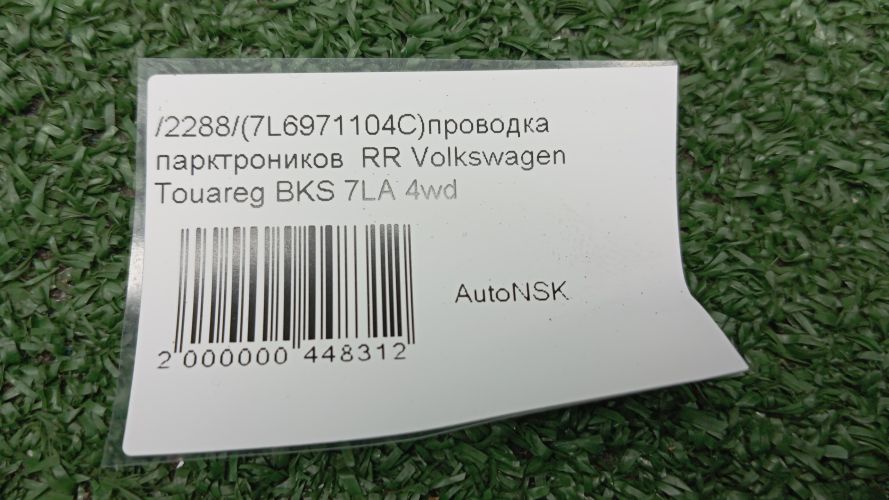 /2288/(7L6971104C)проводка
парктроников RR Volkswagen
Touareg BKS 7LA 4wd
AutoNSK
2 000000 448312